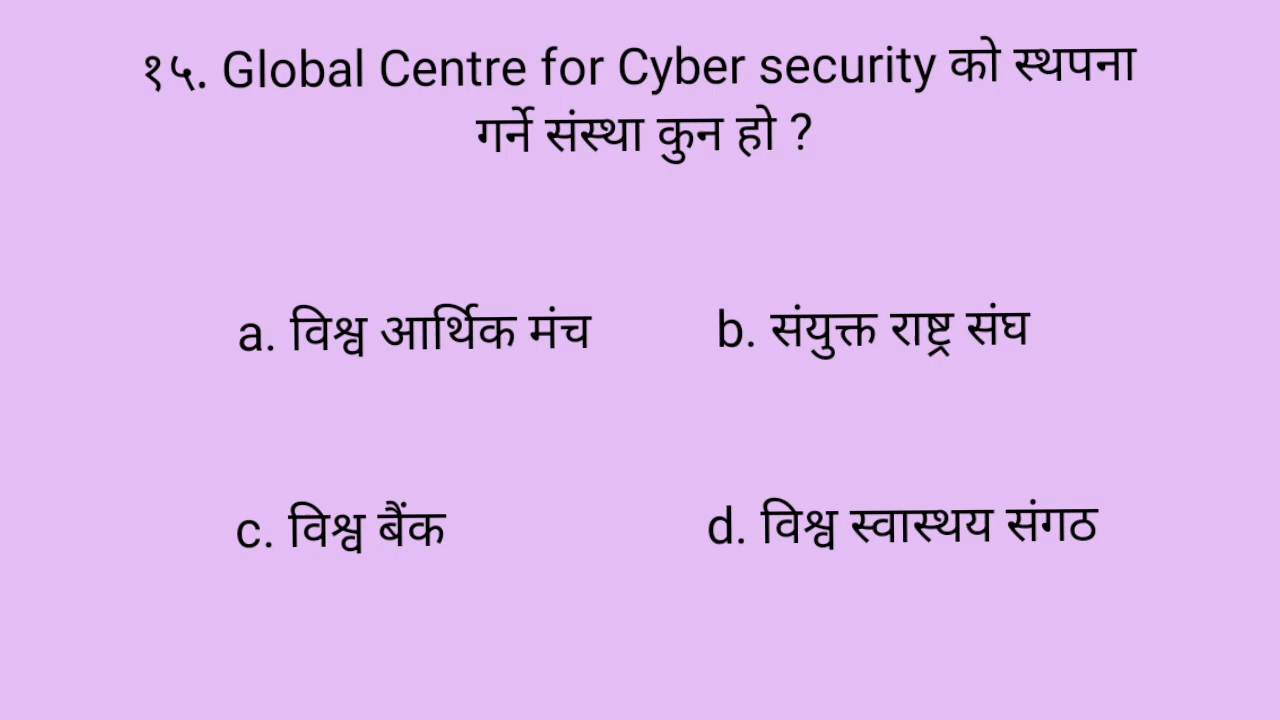 १५. Global Centre for Cyber security को स्थपना
गर्ने संस्था कुन हो ?
a. विश्व आर्थिक मंच
b. संयुक्त राष्ट्र संघ
c. विश्व बैंक
d. विश्व स्वास्थय संगठ